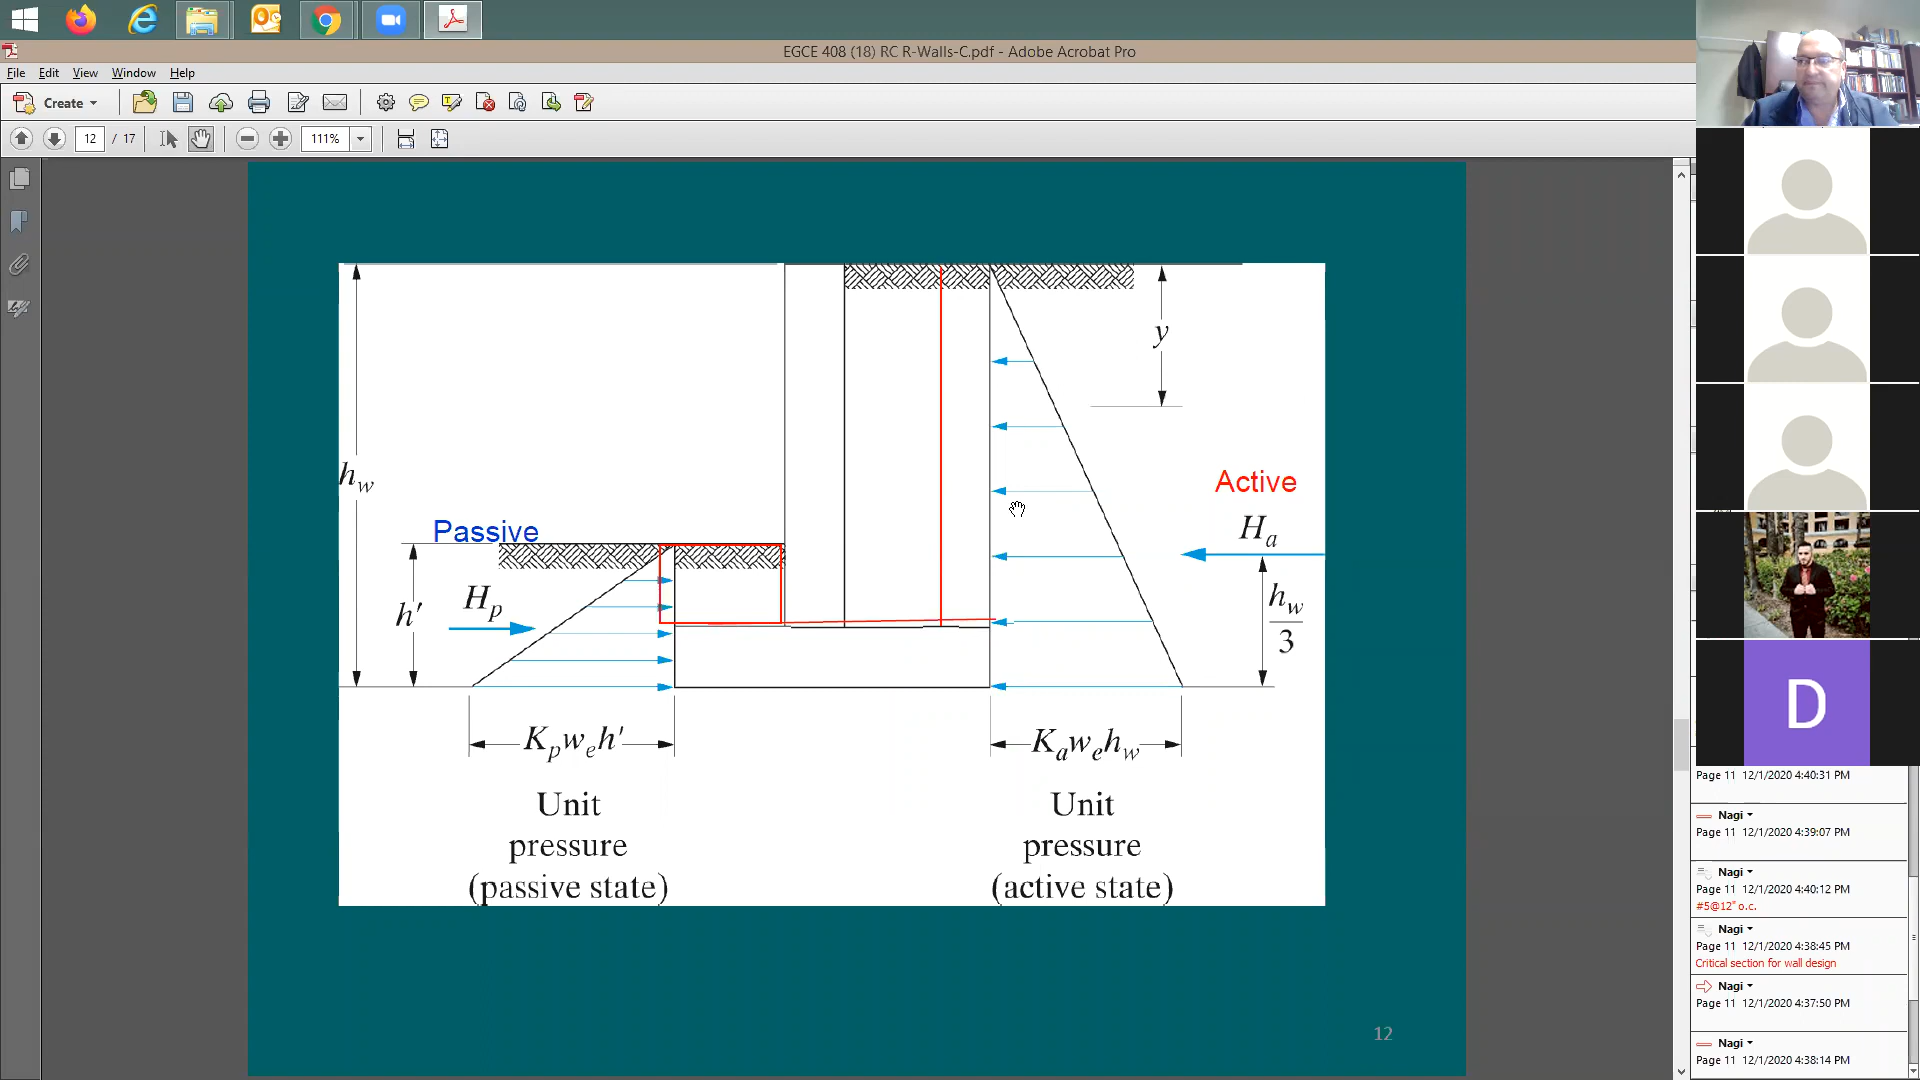 EGCE 408 (18) RC R-Walls-C.pdf - Adobe Acrobat Pro
File Edit View Window Help
Create
12 / 17 111%
y
h_w
Active
H_a
Passive
h'
H_p
h_w
3
K_p w_e h'
K_a w_e h_w
Unit
pressure
(passive state)
Unit
pressure
(active state)
12
D
Page 11 12/1/2020 4:40:31 PM
Nagi
Page 11 12/1/2020 4:39:07 PM
Nagi
Page 11 12/1/2020 4:40:12 PM
#5@12" o.c.
Nagi
Page 11 12/1/2020 4:38:45 PM
Critical section for wall design
Nagi
Page 11 12/1/2020 4:37:50 PM
Nagi
Page 11 12/1/2020 4:38:14 PM